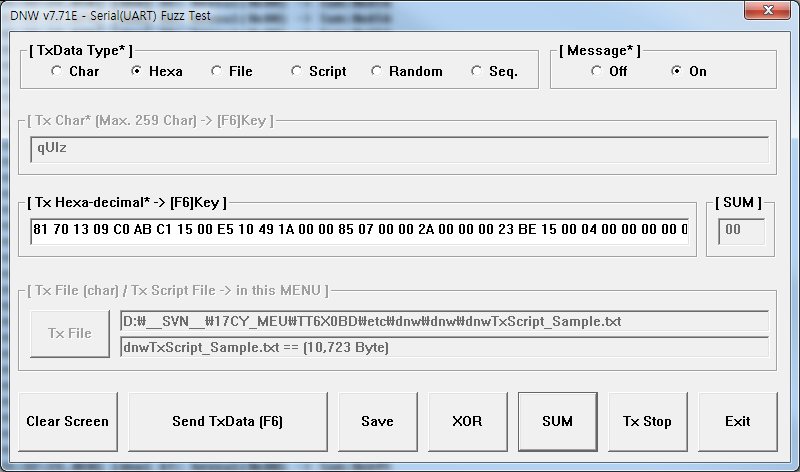 DNW v7.71E - Serial(UART) Fuzz Test
[ TxData Type* ]
Char Hexa File Script Random Seq.
[ Message* ]
Off On
[ Tx Char* (Max. 259 Char) -> [F6]Key ]
qUIz
[ Tx Hexa-decimal* -> [F6]Key ]
81 70 13 09 C0 AB C1 15 00 E5 10 49 1A 00 00 85 07 00 00 2A 00 00 00 23 BE 15 00 04 00 00 00 00 0
[ SUM ]
00
[ Tx File (char) / Tx Script File -> in this MENU ]
Tx File
D:₩__SVN__₩17CY_MEU₩TT6X0BD₩etc₩dnw₩dnw₩dnwTxScript_Sample.txt
dnwTxScript_Sample.txt == (10,723 Byte)
Clear Screen Send TxData (F6) Save XOR SUM Tx Stop Exit